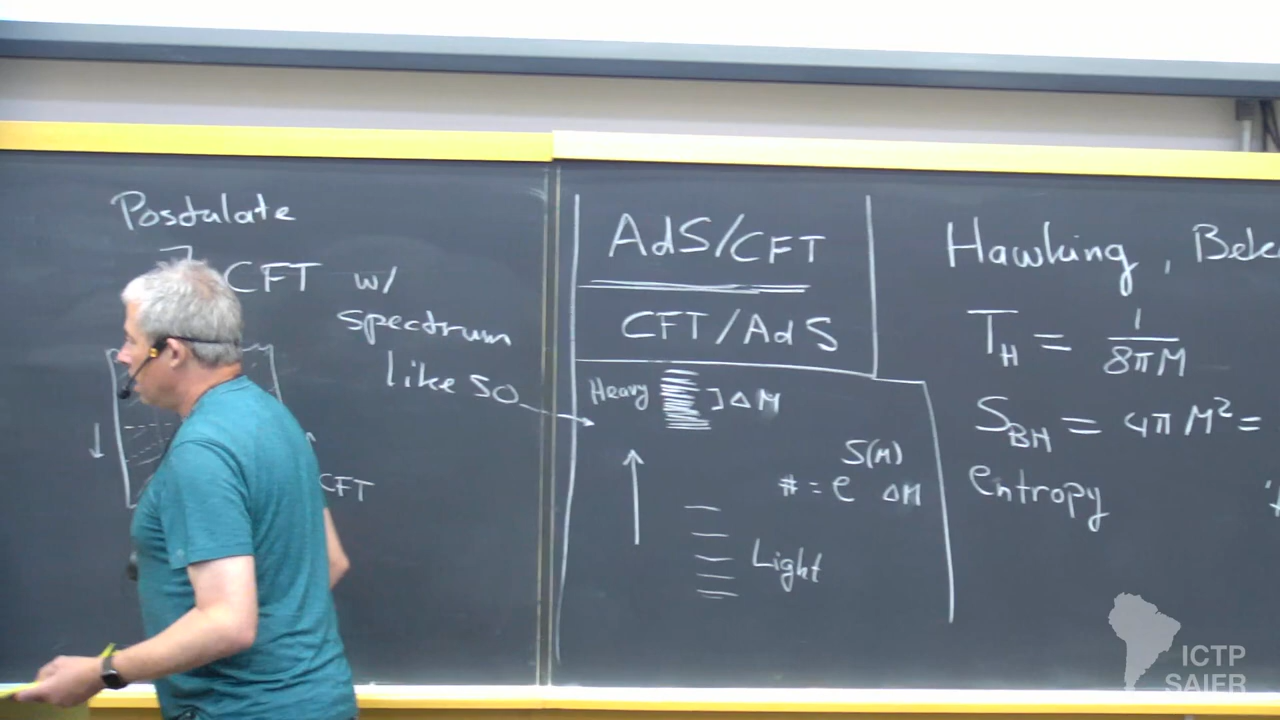 Postulate
CFT w/
spectrum
like so
CFT
AdS/CFT
CFT/AdS
Heavy ] ΔM
S(M)
# = e ΔM
Light
Hawking,
T_H = 1/8πM
S_BH = 4πM² =
entropy
ICTP
SAIFR